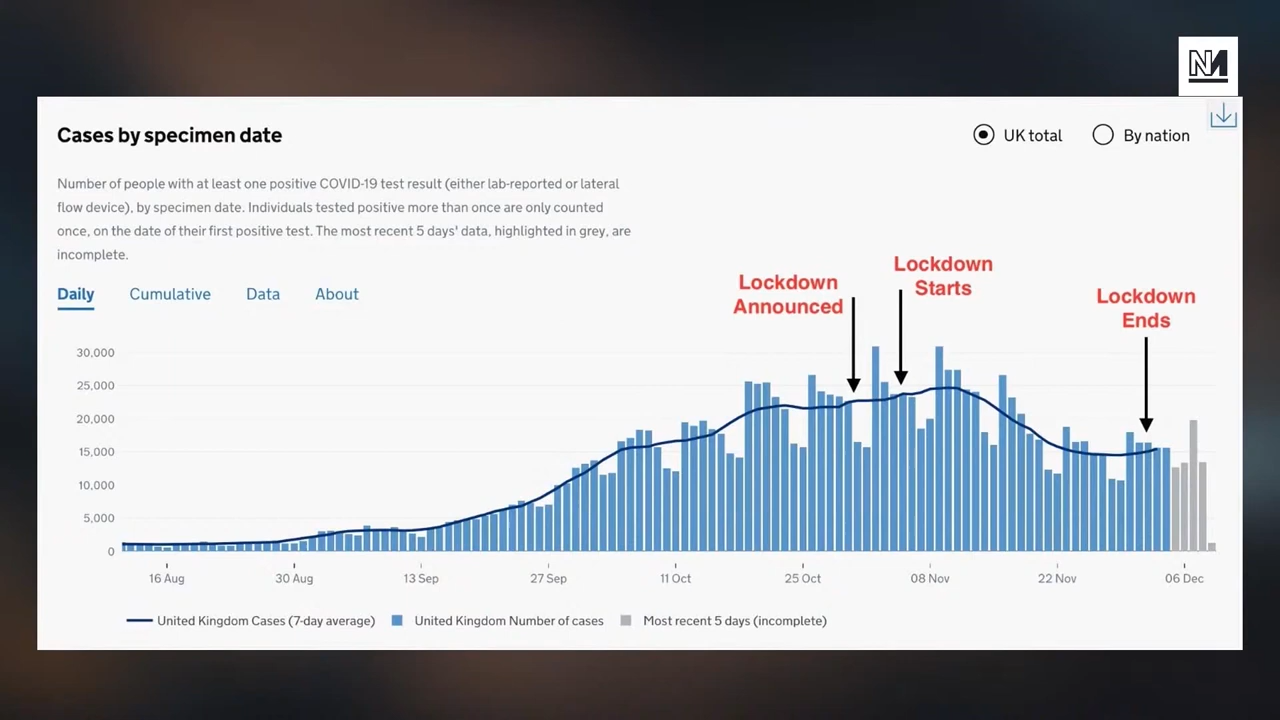 NM
Cases by specimen date
UK total
By nation
Number of people with at least one positive COVID-19 test result (either lab-reported or lateral
flow device), by specimen date. Individuals tested positive more than once are only counted
once, on the date of their first positive test. The most recent 5 days' data, highlighted in grey, are
incomplete.
Daily
Cumulative
Data
About
Lockdown
Announced
Lockdown
Starts
Lockdown
Ends
30,000
25,000
20,000
15,000
10,000
5,000
0
16 Aug
30 Aug
13 Sep
27 Sep
11 Oct
25 Oct
08 Nov
22 Nov
06 Dec
United Kingdom Cases (7-day average)
United Kingdom Number of cases
Most recent 5 days (incomplete)